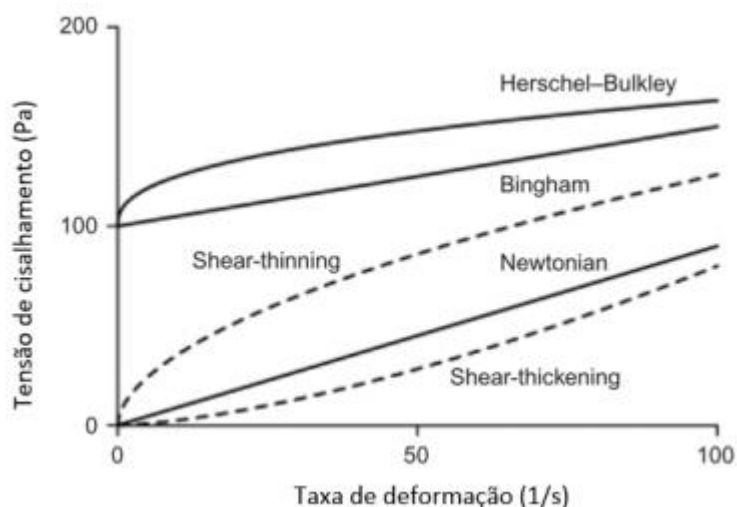 200
Herschel–Bulkley
Tensão de cisalhamento (Pa)
Bingham
100
Shear-thinning
Newtonian
Shear-thickening
0
0
50
100
Taxa de deformação (1/s)